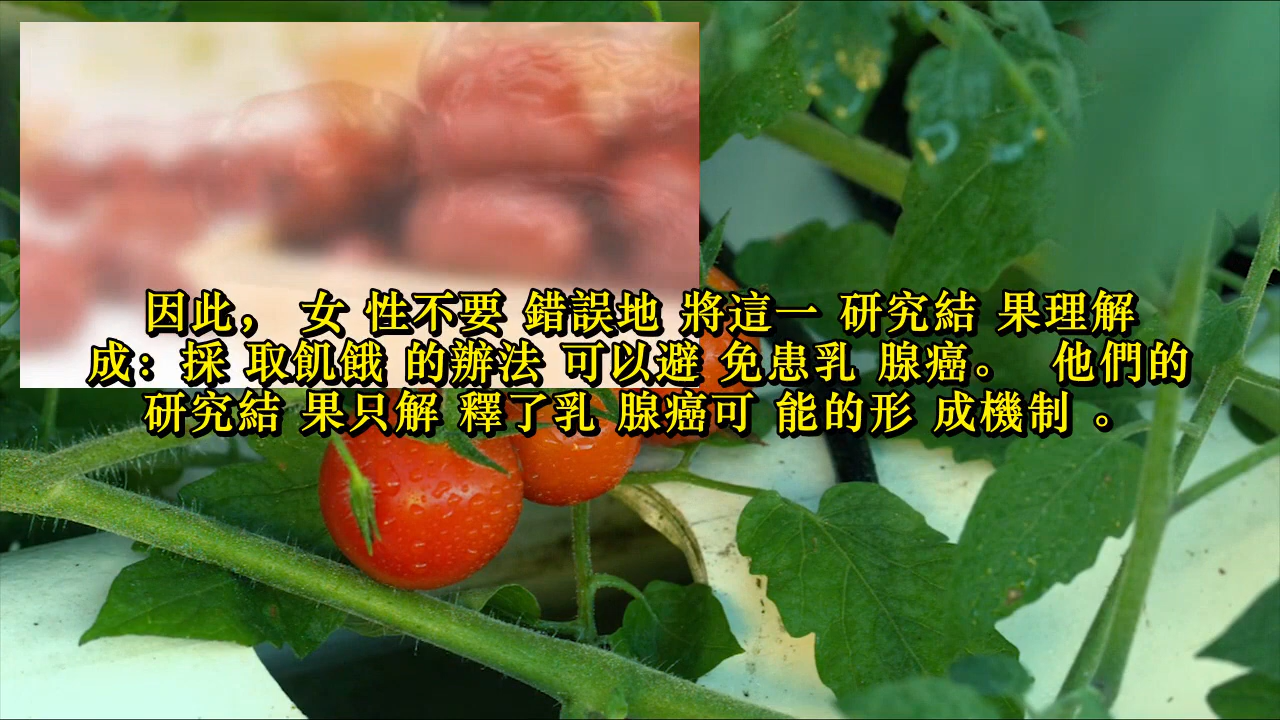 因此， 女 性不要 錯誤地 將這一 研究結 果理解
成：採 取飢餓 的辦法 可以避 免患乳 腺癌。 他們的
研究結 果只解 釋了乳 腺癌可 能的形 成機制 。